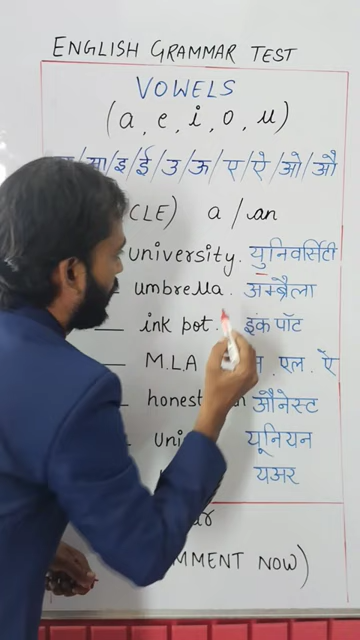 ENGLISH GRAMMAR TEST
VOWELS
(a, e, i, o, u)
/इ/ई/उ/ऊ/ए/ऐ/ओ/औ
CLE) a/an
university. युनिवर्सिटी
umbrella. अम्ब्रैला
ink pot. इंक पॉट
M.L.A एल. ऐ
honest औनेस्ट
uni यूनियन
यअर
MMENT NOW)